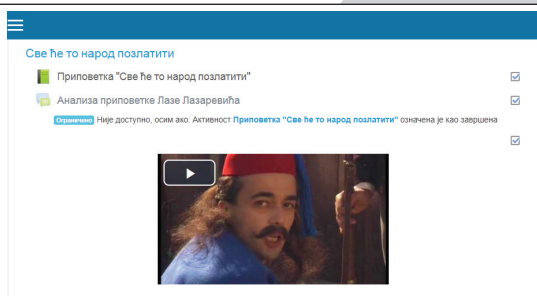 Све ће то народ позлатити
Приповетка "Све ће то народ позлатити"
Анализа приповетке Лазе Лазаревића
Ограничено Није доступно, осим ако: Активност Приповетка "Све ће то народ позлатити" означена је као завршена